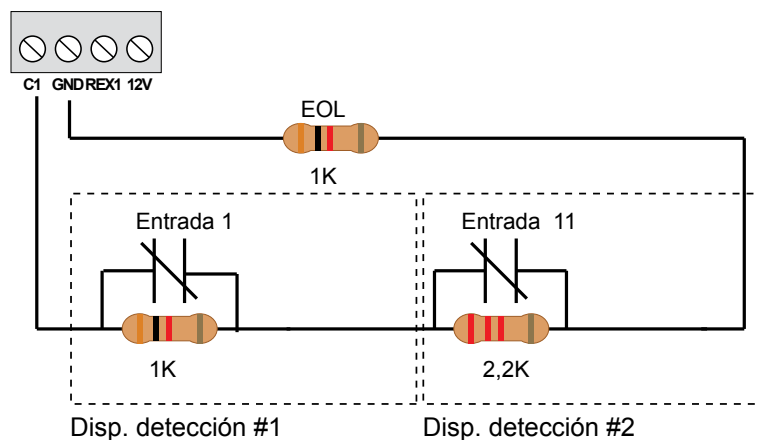 C1 GND REX1 12V
EOL
1K
Entrada 1
Entrada 11
1K
2,2K
Disp. detección #1
Disp. detección #2